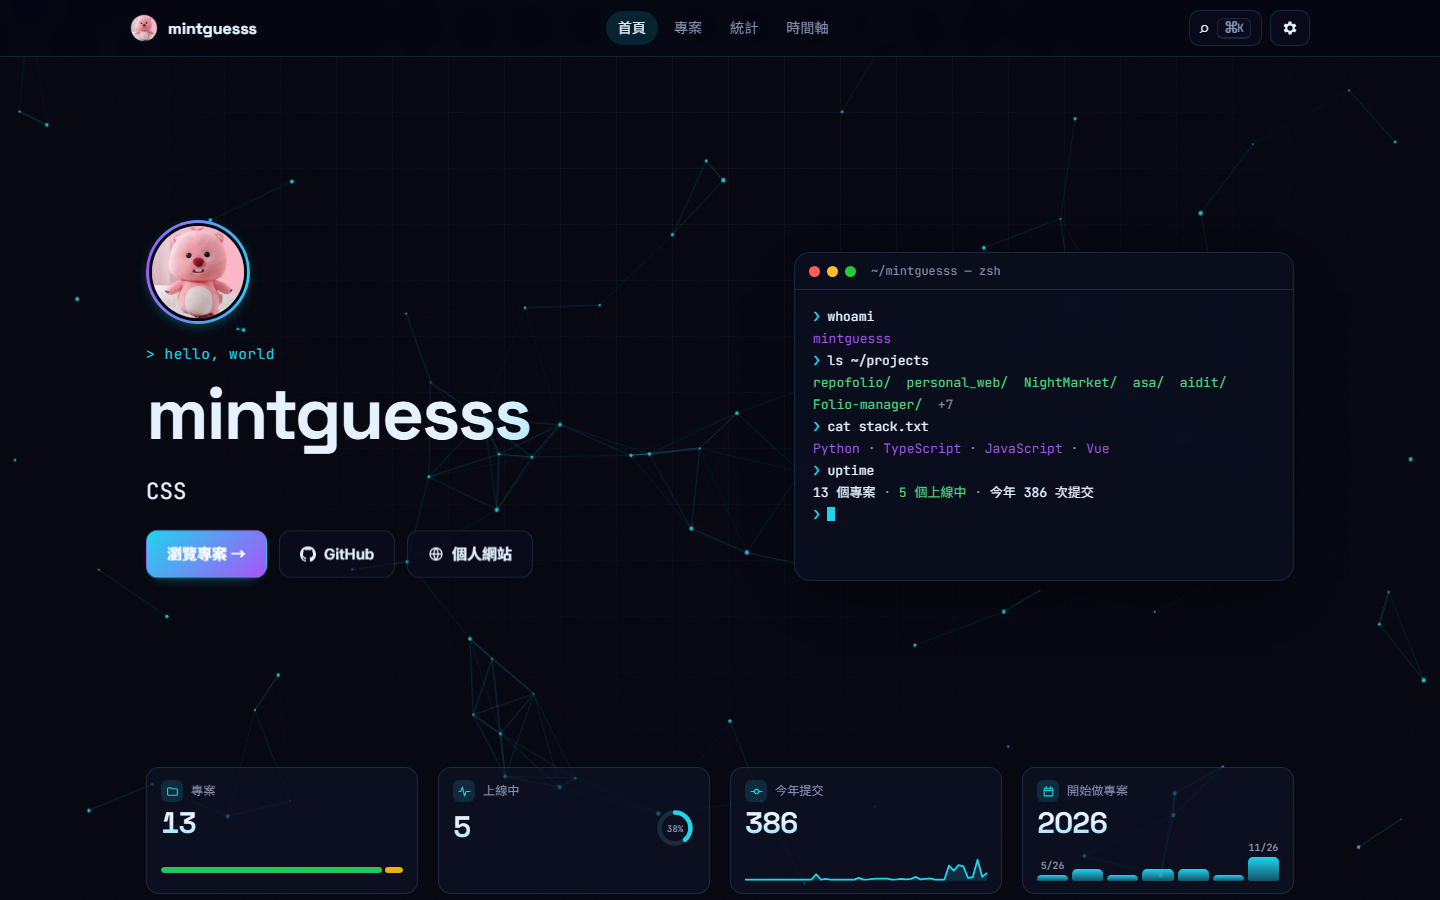 mintguesss
首頁 專案 統計 時間軸
⌘K
~/mintguesss — zsh
❯ whoami
mintguesss
❯ ls ~/projects
repofolio/ personal_web/ NightMarket/ asa/ aidit/
Folio-manager/ +7
❯ cat stack.txt
Python · TypeScript · JavaScript · Vue
❯ uptime
13 個專案 · 5 個上線中 · 今年 386 次提交
❯
> hello, world
mintguesss
CSS
瀏覽專案 →
GitHub
個人網站
專案
13
上線中
5
38%
今年提交
386
開始做專案
2026
5/26
11/26